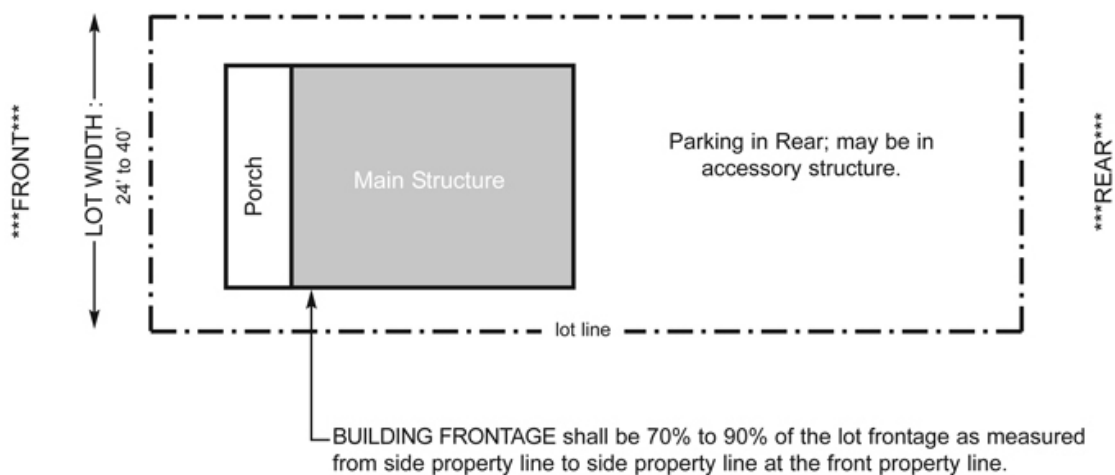 ***FRONT***
LOT WIDTH :
24' to 40'
Porch
Main Structure
Parking in Rear; may be in
accessory structure.
***REAR***
lot line
BUILDING FRONTAGE shall be 70% to 90% of the lot frontage as measured
from side property line to side property line at the front property line.